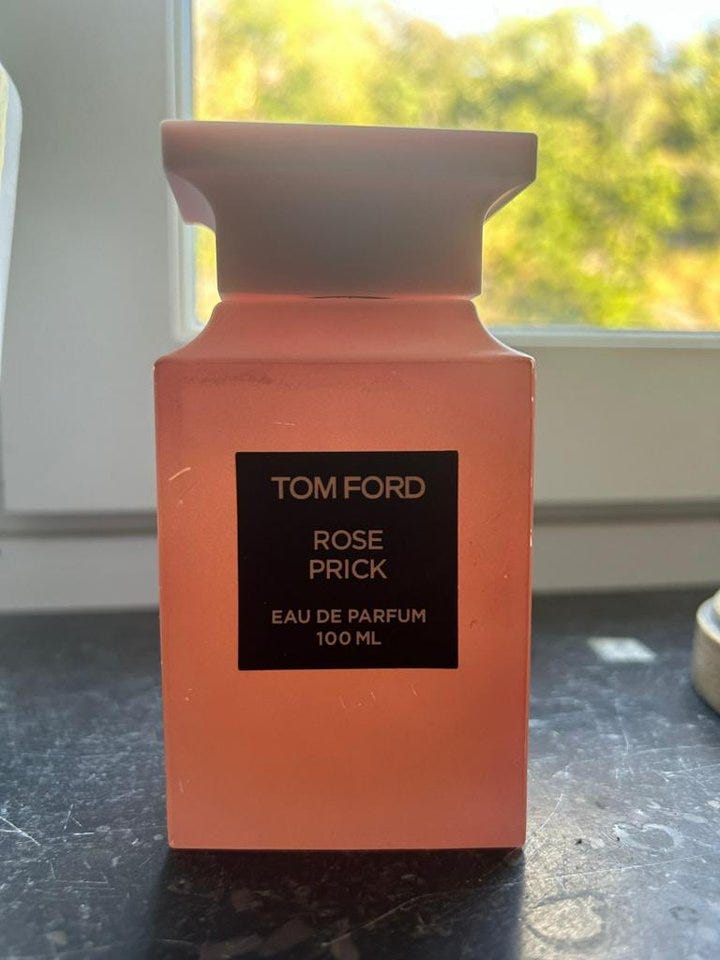 TOM FORD
ROSE
PRICK
EAU DE PARFUM
100 ML